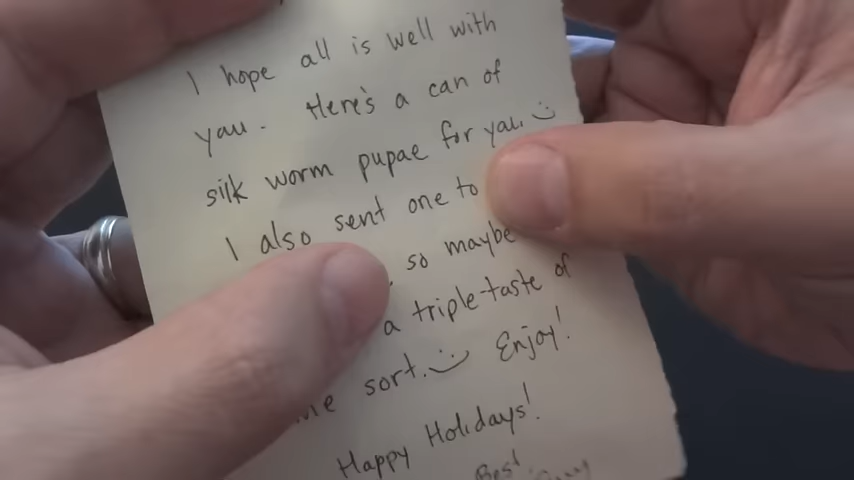 I hope all is well with
you. Here's a can of
silk worm pupae for you. :)
I also sent one to
so maybe
a triple-taste of
sort. :) Enjoy!
Happy Holidays!
Best!